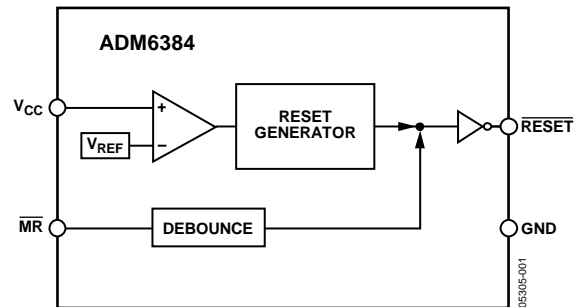 ADM6384
VCC
+
−
VREF
RESET
GENERATOR
RESET
MR
DEBOUNCE
GND
05305-001